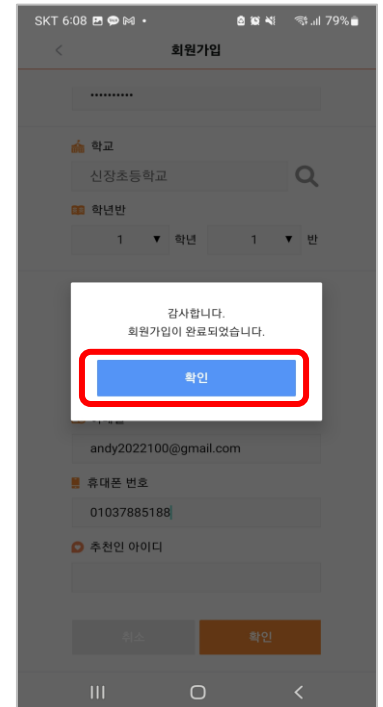 SKT 6:08 79%
회원가입
••••••••••
학교
신장초등학교
학년반
1 ▼ 학년 1 ▼ 반
감사합니다.
회원가입이 완료되었습니다.
확인
andy2022100@gmail.com
휴대폰 번호
01037885188
추천인 아이디
취소 확인